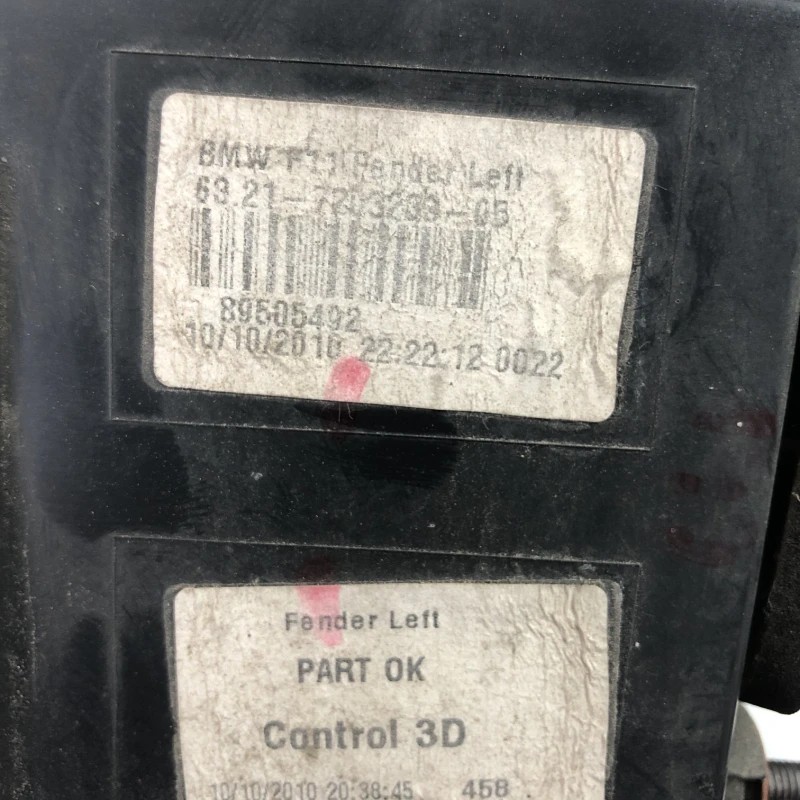 BMW F11 Fender Left
63.21-7203233-05
89505492
10/10/2010 22:22:12 0022
Fender Left
PART OK
Control 3D
10/10/2010 20:38:45 458